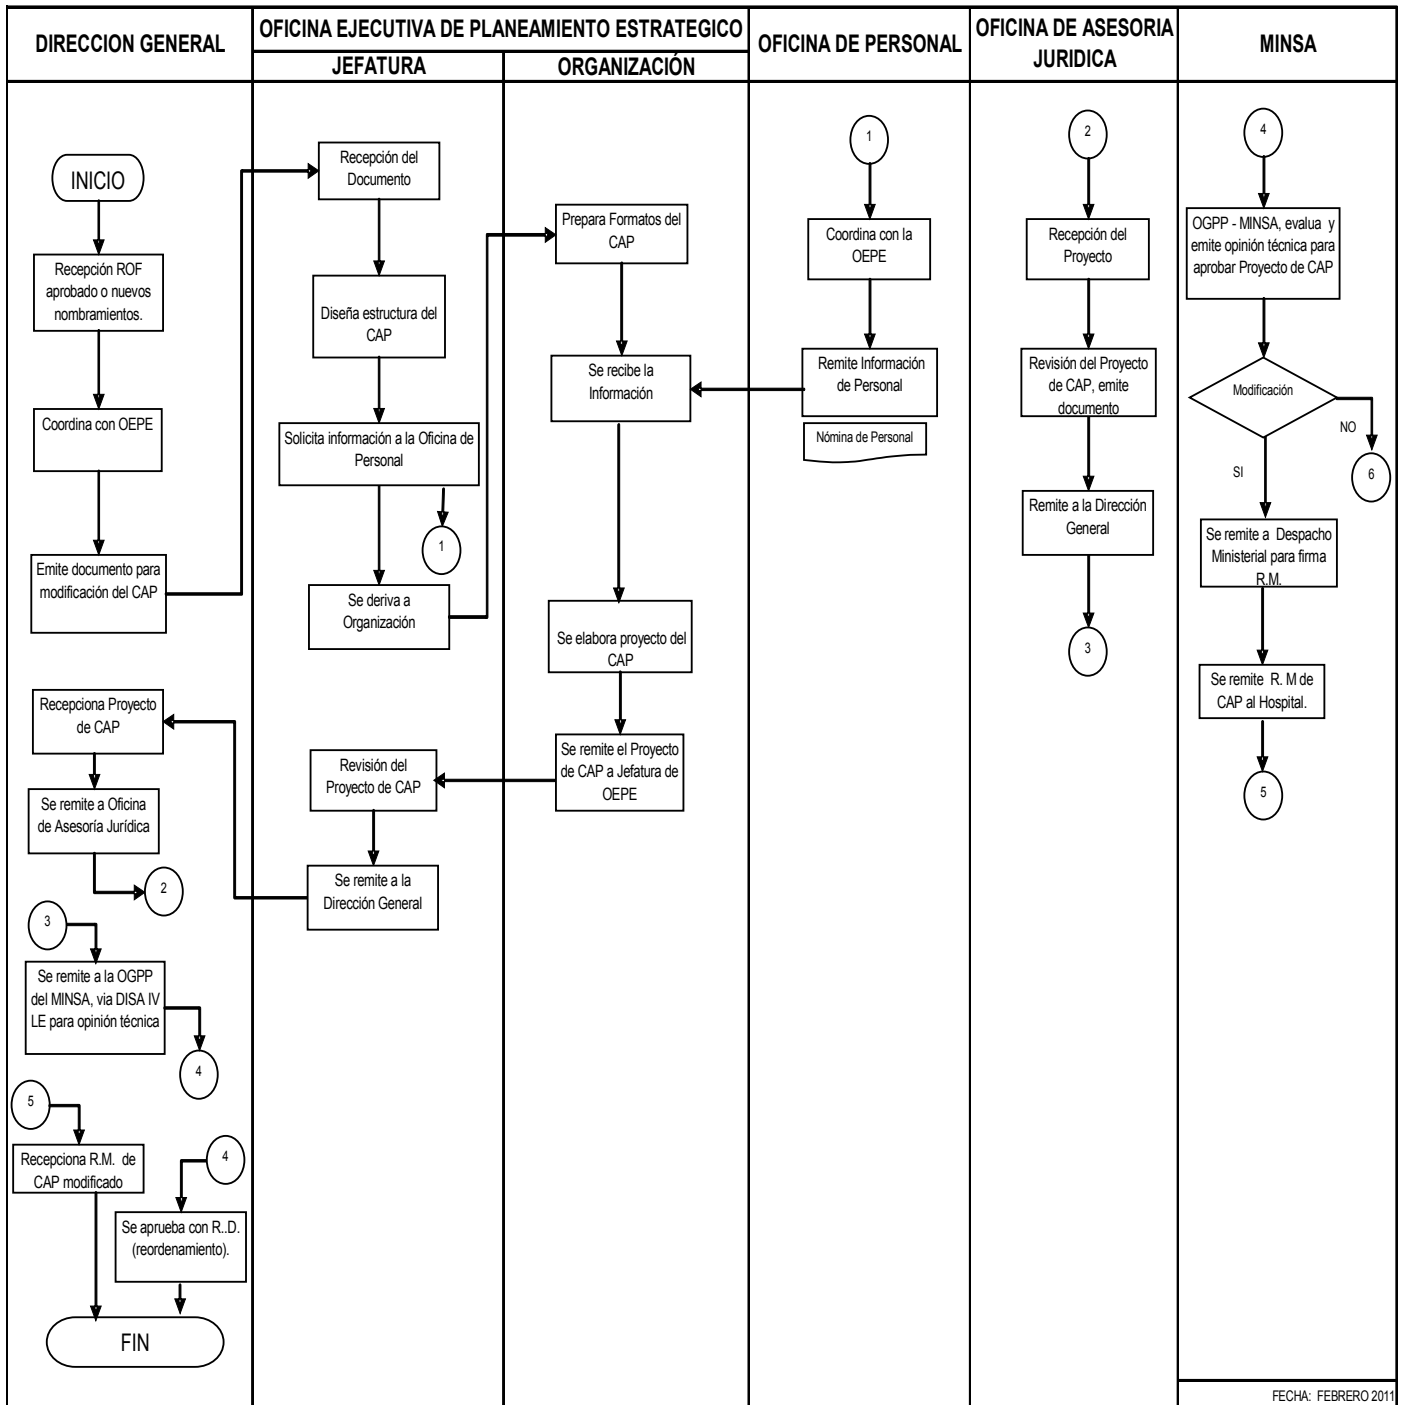 DIRECCION GENERAL
OFICINA EJECUTIVA DE PLANEAMIENTO ESTRATEGICO
JEFATURA
ORGANIZACIÓN
OFICINA DE PERSONAL
OFICINA DE ASESORIA
JURIDICA
MINSA
INICIO
Recepción ROF
aprobado o nuevos
nombramientos.
Coordina con OEPE
Emite documento para
modificación del CAP
Recepciona Proyecto
de CAP
Se remite a Oficina
de Asesoría Jurídica
2
3
Se remite a la OGPP
del MINSA, via DISA IV
LE para opinión técnica
4
5
Recepciona R.M. de
CAP modificado
4
Se aprueba con R..D.
(reordenamiento).
FIN
Recepción del
Documento
Diseña estructura del
CAP
Solicita información a la Oficina de
Personal
1
Se deriva a
Organización
Revisión del
Proyecto de CAP
Se remite a la
Dirección General
Prepara Formatos del
CAP
Se recibe la
Información
Se elabora proyecto del
CAP
Se remite el Proyecto
de CAP a Jefatura de
OEPE
1
Coordina con la
OEPE
Remite Información
de Personal
Nómina de Personal
2
Recepción del
Proyecto
Revisión del Proyecto
de CAP, emite
documento
Remite a la Dirección
General
3
4
OGPP - MINSA, evalua y
emite opinión técnica para
aprobar Proyecto de CAP
Modificación
NO
6
SI
Se remite a Despacho
Ministerial para firma
R.M.
Se remite R. M de
CAP al Hospital.
5
FECHA: FEBRERO 2011